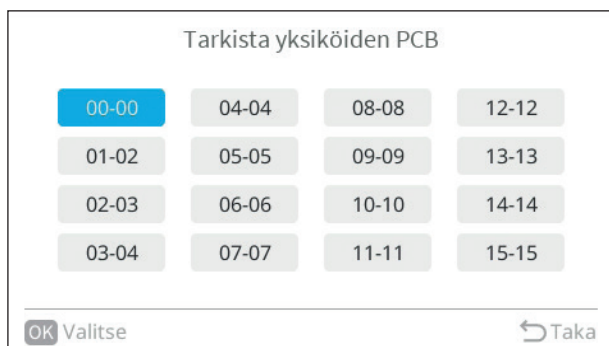 Tarkista yksiköiden PCB
00-00 04-04 08-08 12-12
01-02 05-05 09-09 13-13
02-03 06-06 10-10 14-14
03-04 07-07 11-11 15-15
OK Valitse Taka